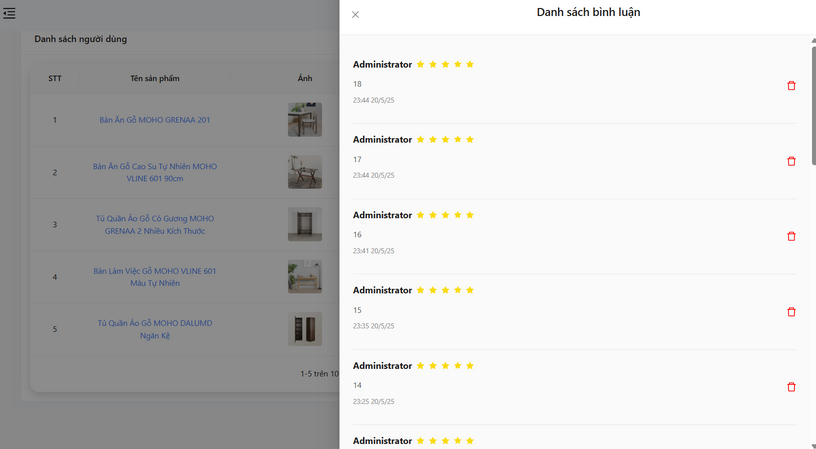 Danh sách người dùng
STT Tên sản phẩm Ảnh
1 Bàn Ăn Gỗ MOHO GRENAA 201
2 Bàn Ăn Gỗ Cao Su Tự Nhiên MOHO
VLINE 601 90cm
3 Tủ Quần Áo Gỗ Có Gương MOHO
GRENAA 2 Nhiều Kích Thước
4 Bàn Làm Việc Gỗ MOHO VLINE 601
Màu Tự Nhiên
5 Tủ Quần Áo Gỗ MOHO DALUMD
Ngăn Kệ
1-5 trên 10
Danh sách bình luận
Administrator
18
23:44 20/5/25
Administrator
17
23:44 20/5/25
Administrator
16
23:41 20/5/25
Administrator
15
23:35 20/5/25
Administrator
14
23:25 20/5/25
Administrator